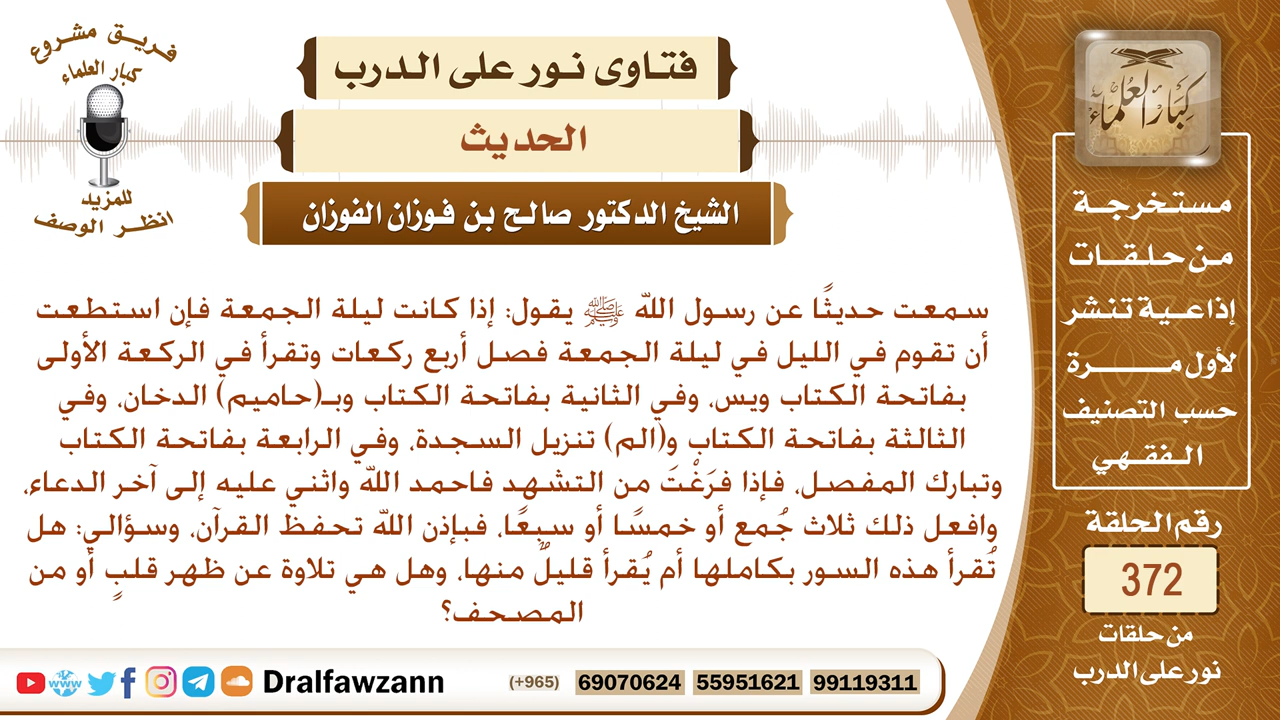 فريق مشروع
كبار العلماء
للمزيد
انظر الوصف
فتاوى نور على الدرب
الحديث
الشيخ الدكتور صالح بن فوزان الفوزان
سمعت حديثًا عن رسول الله ﷺ يقول: إذا كانت ليلة الجمعة فإن استطعت
أن تقوم في الليل في ليلة الجمعة فصل أربع ركعات وتقرأ في الركعة الأولى
بفاتحة الكتاب ويس، وفي الثانية بفاتحة الكتاب وبـ(حاميم) الدخان، وفي
الثالثة بفاتحة الكتاب و(الم) تنزيل السجدة، وفي الرابعة بفاتحة الكتاب
وتبارك المفصل، فإذا فرَغْتَ من التشهد فاحمد الله واثني عليه إلى آخر الدعاء،
وافعل ذلك ثلاث جُمع أو خمسًا أو سبعًا، فبإذن الله تحفظ القرآن، وسؤالي: هل
تُقرأ هذه السور بكاملها أم يُقرأ قليلٌ منها، وهل هي تلاوة عن ظهر قلبٍ أو من
المصحف؟
كبار العلماء
مستخرجة
من حلقات
إذاعية تنشر
لأول مرة
حسب التصنيف
الفقهي
رقم الحلقة
372
من حلقات
نور على الدرب
www Dralfawzann (+965) 69070624 55951621 99119311